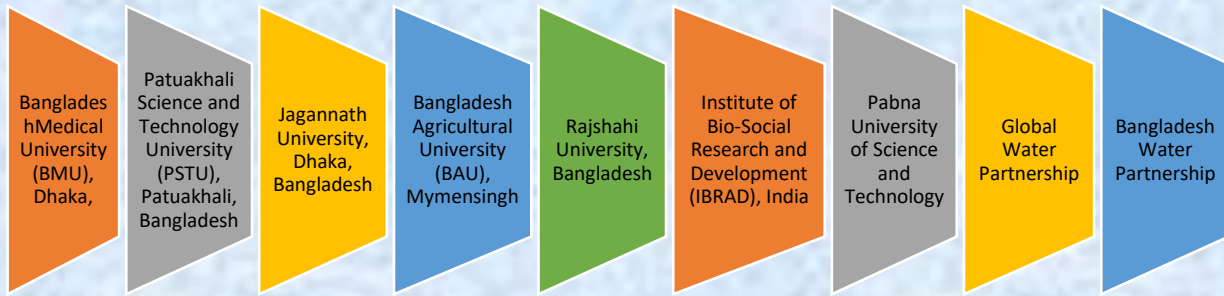 Banglades
hMedical
University
(BMU),
Dhaka,
Patuakhali
Science and
Technology
University
(PSTU),
Patuakhali,
Bangladesh
Jagannath
University,
Dhaka,
Bangladesh
Bangladesh
Agricultural
University
(BAU),
Mymensingh
Rajshahi
University,
Bangladesh
Institute of
Bio-Social
Research and
Development
(IBRAD), India
Pabna
University
of Science
and
Technology
Global
Water
Partnership
Bangladesh
Water
Partnership